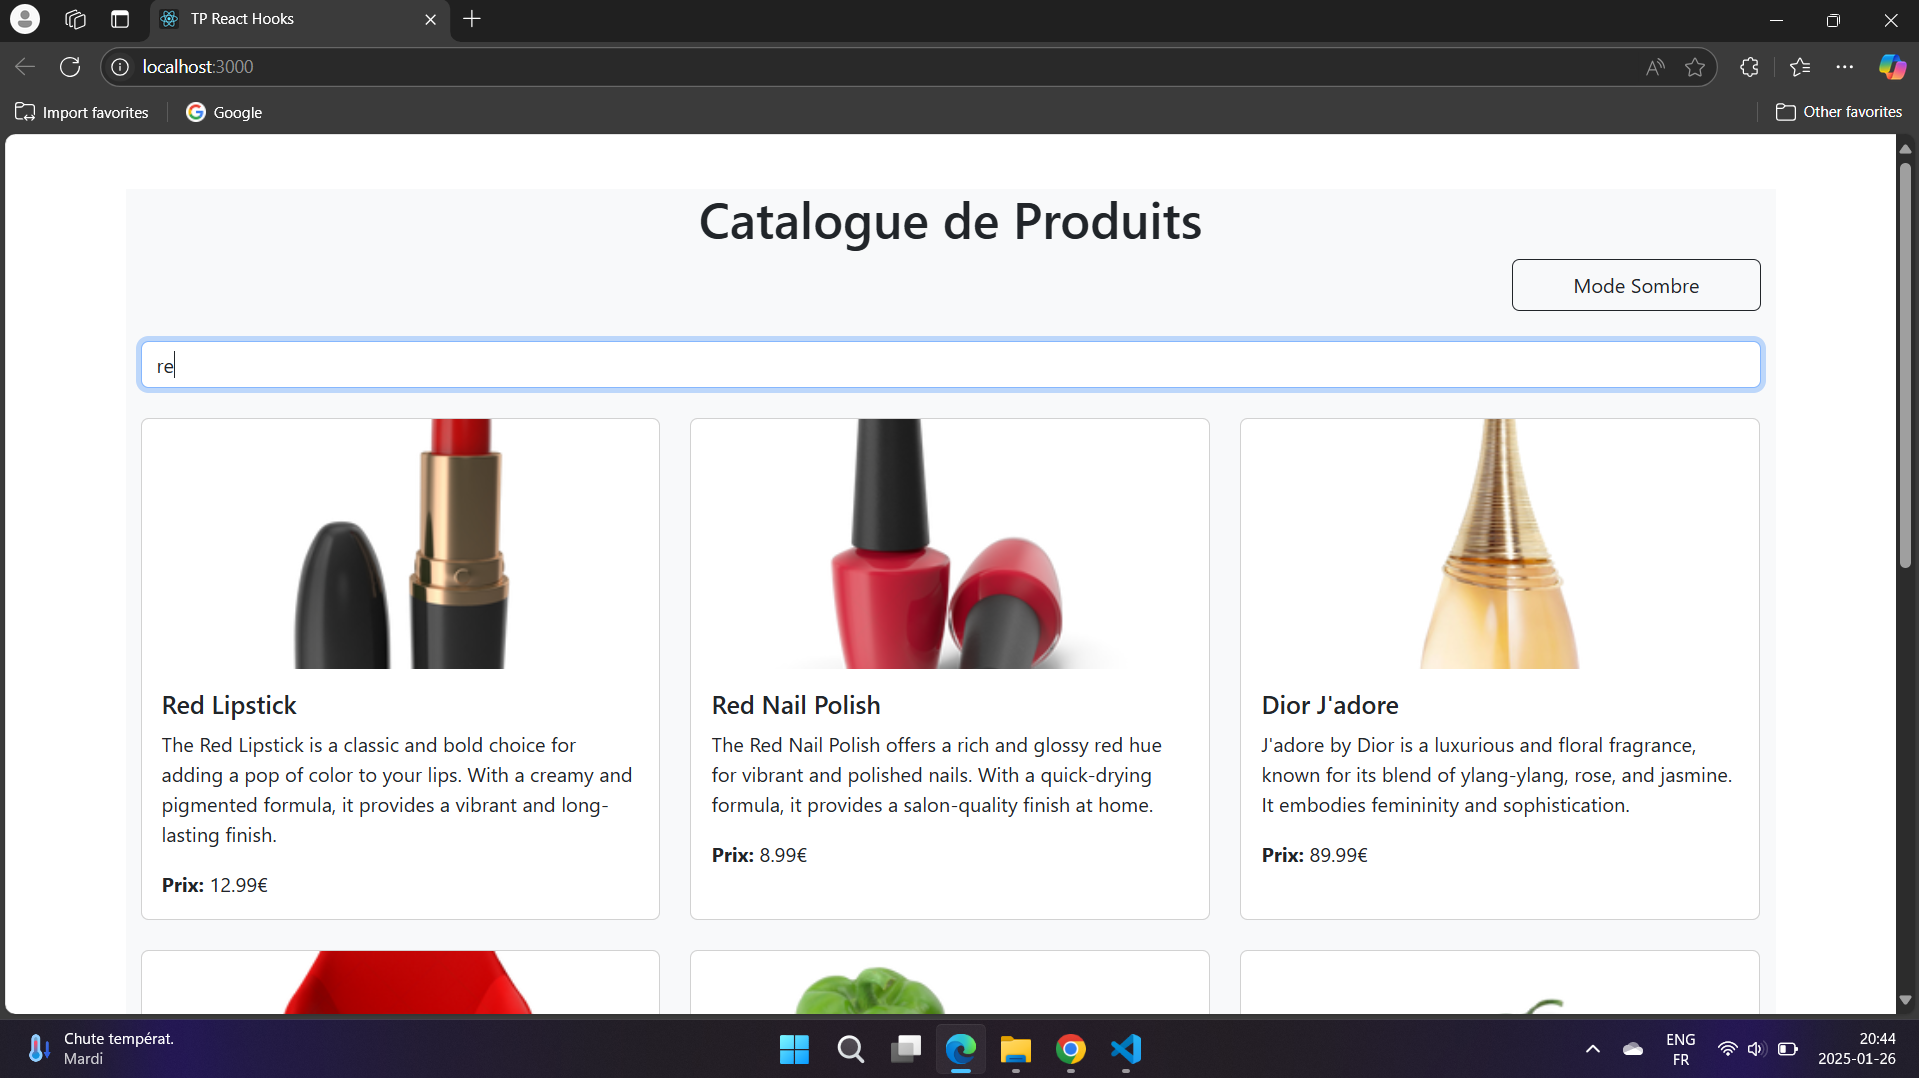 TP React Hooks
localhost:3000
Import favorites
Google
Other favorites
Catalogue de Produits
Mode Sombre
re
Red Lipstick
The Red Lipstick is a classic and bold choice for
adding a pop of color to your lips. With a creamy and
pigmented formula, it provides a vibrant and long-
lasting finish.
Prix: 12.99€
Red Nail Polish
The Red Nail Polish offers a rich and glossy red hue
for vibrant and polished nails. With a quick-drying
formula, it provides a salon-quality finish at home.
Prix: 8.99€
Dior J'adore
J'adore by Dior is a luxurious and floral fragrance,
known for its blend of ylang-ylang, rose, and jasmine.
It embodies femininity and sophistication.
Prix: 89.99€
Chute températ.
Mardi
ENG
FR
20:44
2025-01-26